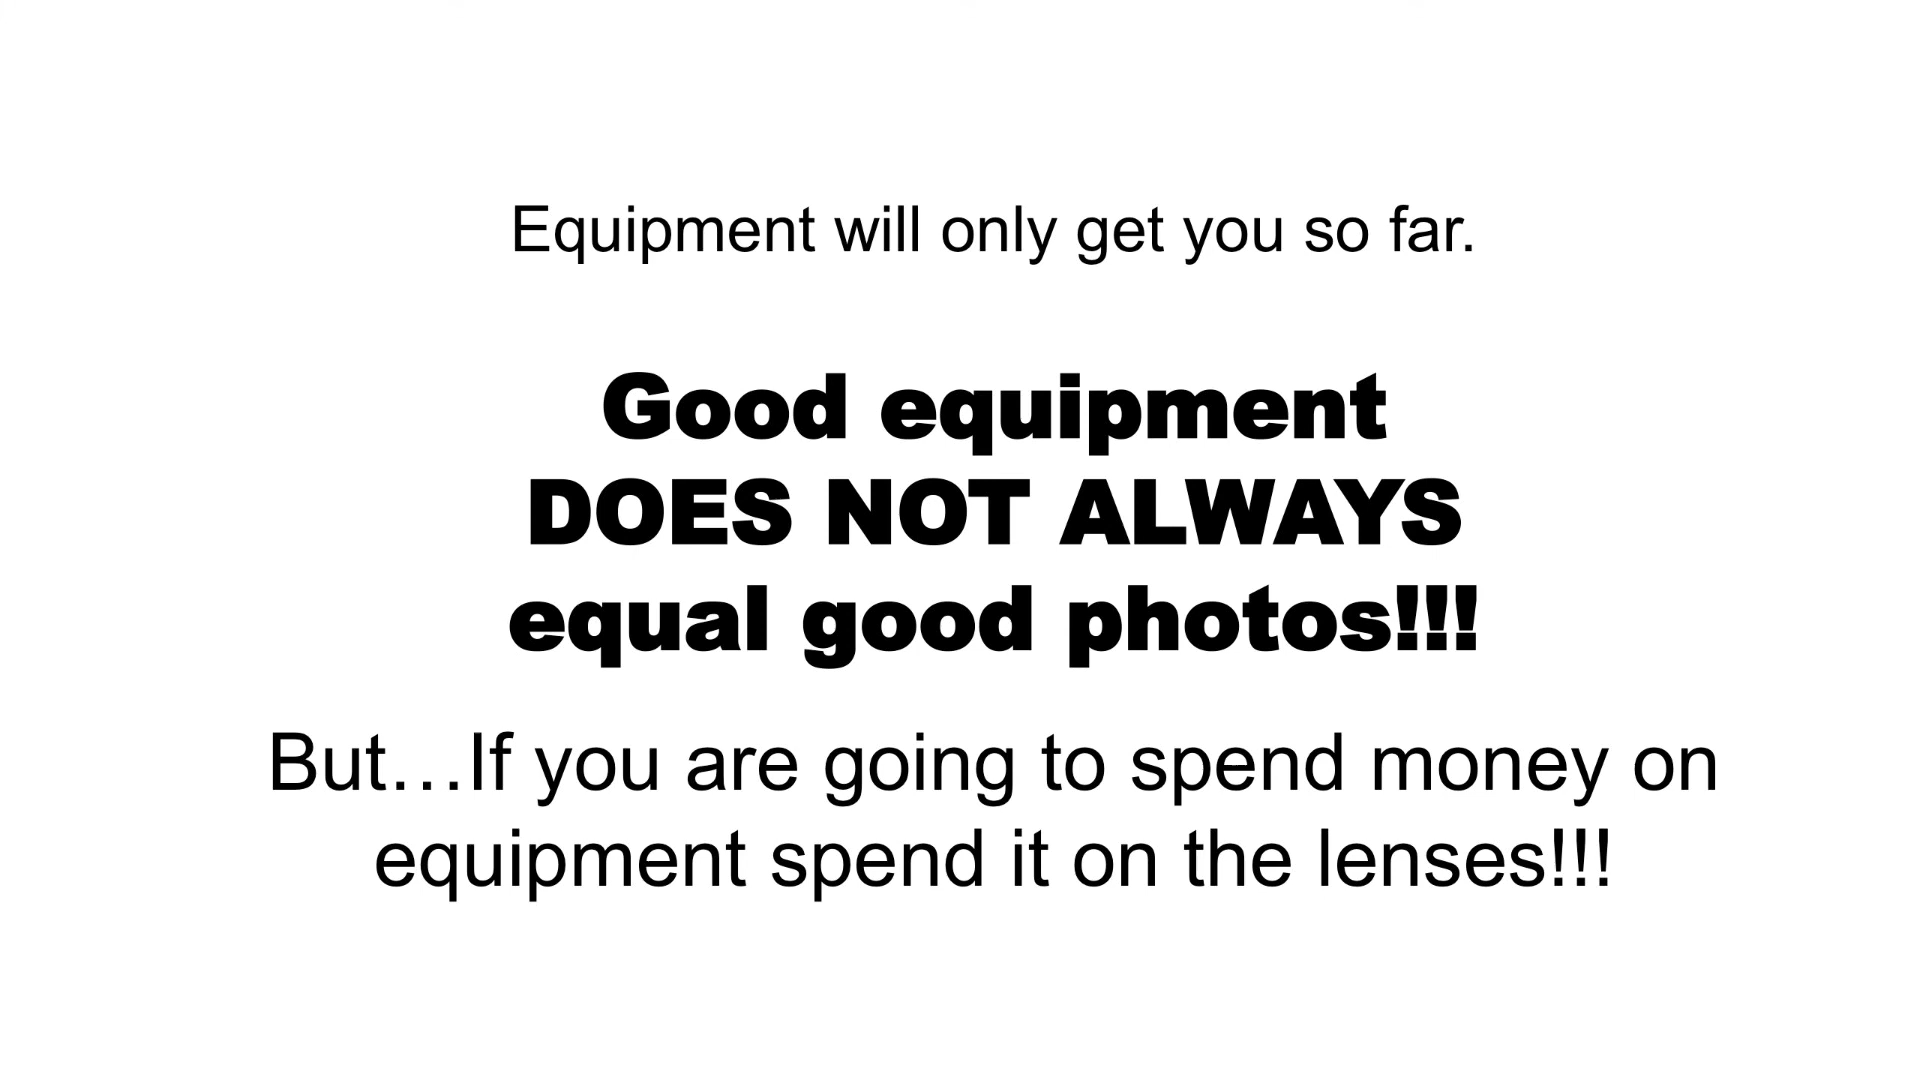 Equipment will only get you so far.
Good equipment
DOES NOT ALWAYS
equal good photos!!!
But…If you are going to spend money on
equipment spend it on the lenses!!!